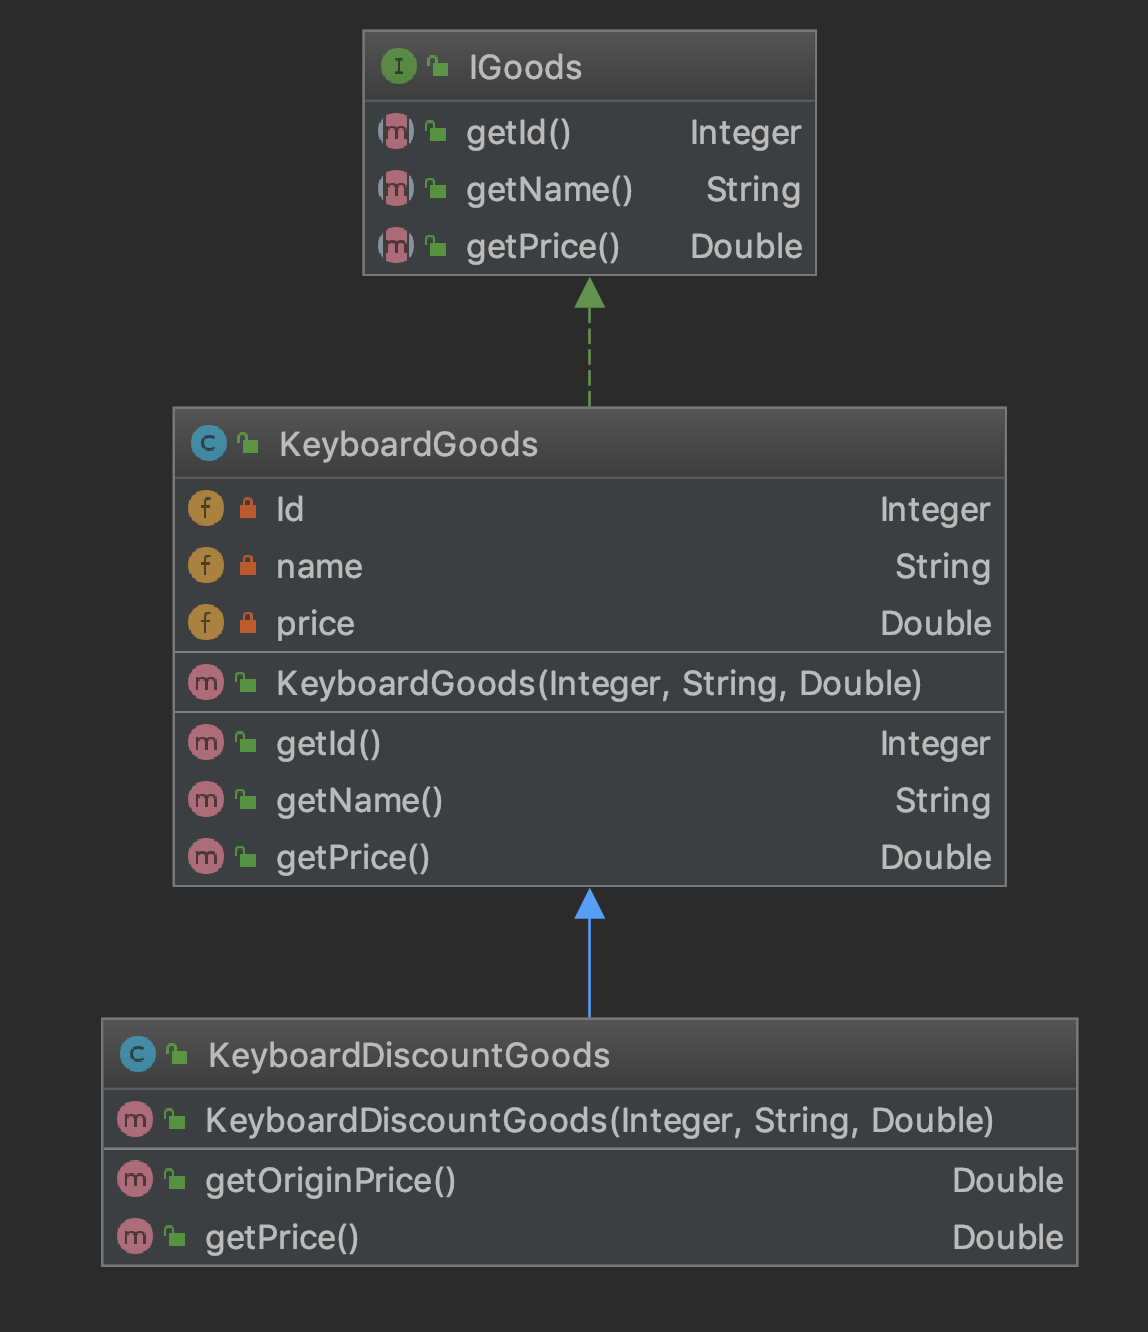 I IGoods
m getId() Integer
m getName() String
m getPrice() Double
C KeyboardGoods
f Id Integer
f name String
f price Double
m KeyboardGoods(Integer, String, Double)
m getId() Integer
m getName() String
m getPrice() Double
C KeyboardDiscountGoods
m KeyboardDiscountGoods(Integer, String, Double)
m getOriginPrice() Double
m getPrice() Double